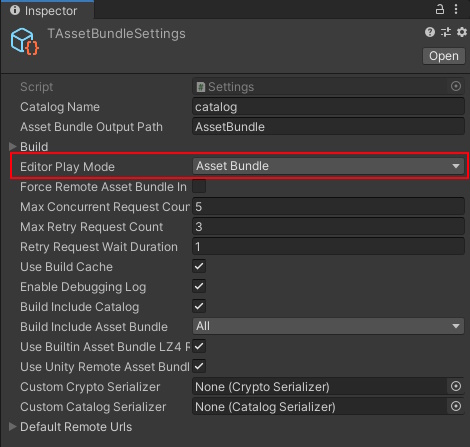 Inspector
TAssetBundleSettings
Open
Script Settings
Catalog Name catalog
Asset Bundle Output Path AssetBundle
Build
Editor Play Mode Asset Bundle
Force Remote Asset Bundle In
Max Concurrent Request Coun 5
Max Retry Request Count 3
Retry Request Wait Duration 1
Use Build Cache
Enable Debugging Log
Build Include Catalog
Build Include Asset Bundle All
Use Builtin Asset Bundle LZ4 R
Use Unity Remote Asset Bundl
Custom Crypto Serializer None (Crypto Serializer)
Custom Catalog Serializer None (Catalog Serializer)
Default Remote Urls